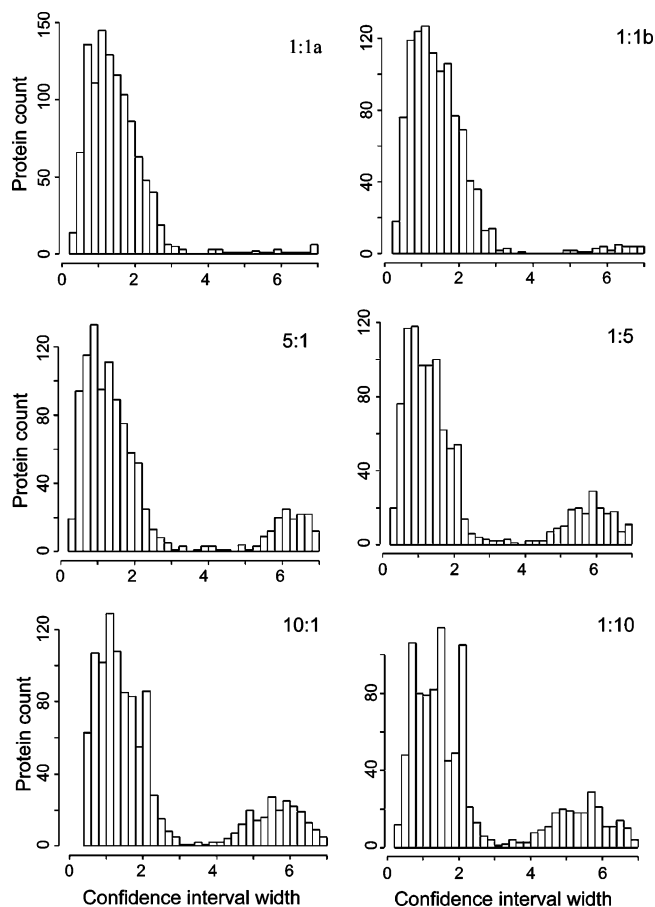 1:1a
Protein count
0 50 100 150
0 2 4 6
1:1b
0 40 80 120
0 2 4 6
5:1
Protein count
0 40 80 120
0 2 4 6
1:5
0 40 80 120
0 2 4 6
10:1
Protein count
0 40 80 120
0 2 4 6
Confidence interval width
1:10
0 40 80
0 2 4 6
Confidence interval width